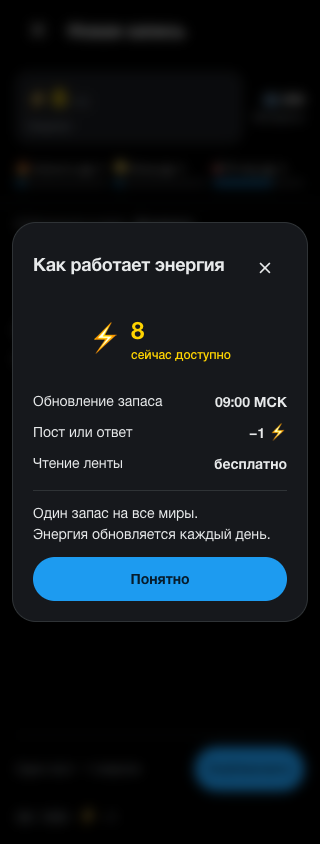 Как работает энергия
⚡ 8
сейчас доступно
Обновление запаса 09:00 МСК
Пост или ответ −1 ⚡
Чтение ленты бесплатно
Один запас на все миры.
Энергия обновляется каждый день.
Понятно